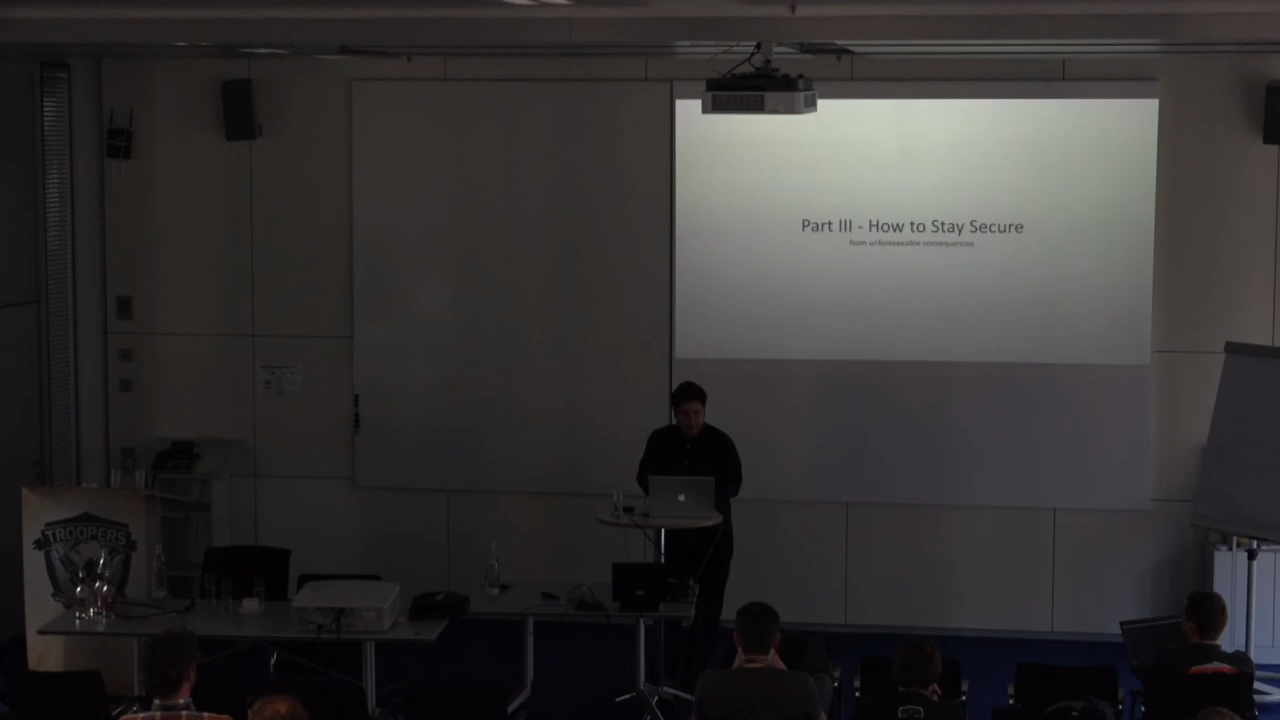 Part III - How to Stay Secure
from unforeseeable consequences
TROOPERS